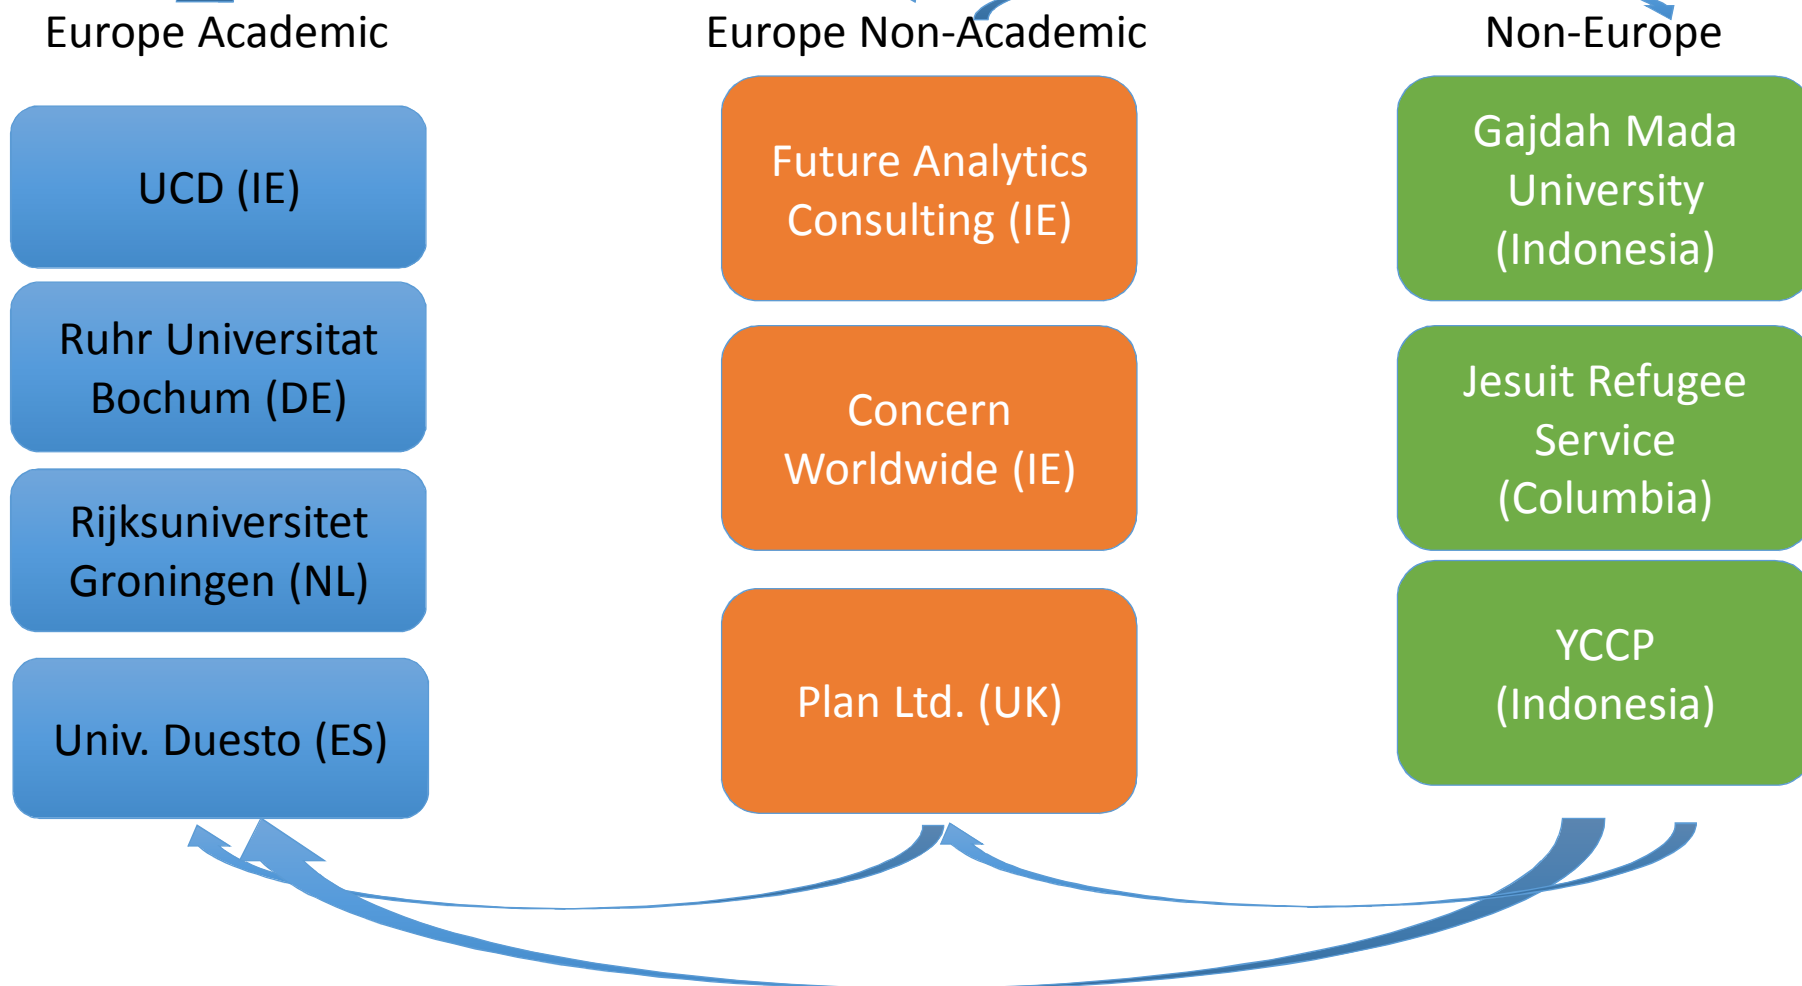 Europe Academic
Europe Non-Academic
Non-Europe
UCD (IE)
Ruhr Universitat
Bochum (DE)
Rijksuniversitet
Groningen (NL)
Univ. Duesto (ES)
Future Analytics
Consulting (IE)
Concern
Worldwide (IE)
Plan Ltd. (UK)
Gajdah Mada
University
(Indonesia)
Jesuit Refugee
Service
(Columbia)
YCCP
(Indonesia)